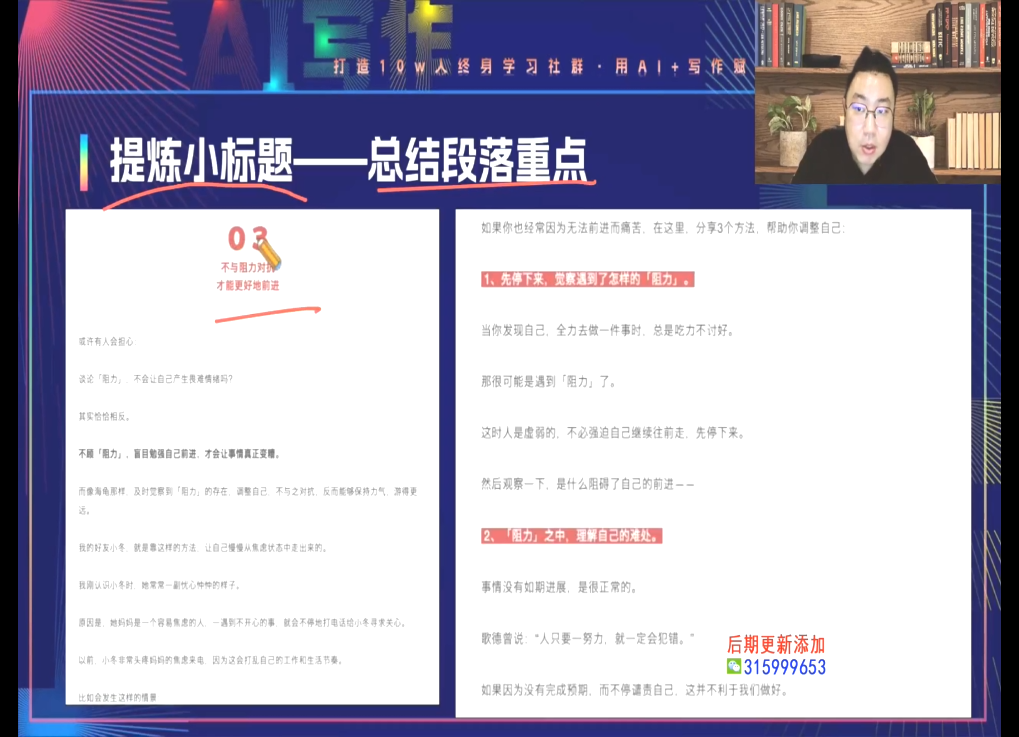 AI写作
打造10w人终身学习社群·用AI+写作赋
提炼小标题——总结段落重点
03
不与阻力对抗
才能更好地前进
或许有人会担心:
谈论「阻力」,不会让自己产生畏难情绪吗?
其实恰恰相反。
不顾「阻力」,盲目勉强自己前进,才会让事情真正变糟。
而像海龟那样,及时觉察到「阻力」的存在,调整自己,不与之对抗,反而能够保持力气,游得更
远。
我的好友小冬,就是靠这样的方法,让自己慢慢从焦虑状态中走出来的。
我刚认识小冬时,她常常一副忧心忡忡的样子。
原因是,她妈妈是一个容易焦虑的人,一遇到不开心的事,就会不停地打电话给小冬寻求关心。
以前,小冬非常头疼妈妈的焦虑来电,因为这会打乱自己的工作和生活节奏。
比如会发生这样的情景
如果你也经常因为无法前进而痛苦,在这里,分享3个方法,帮助你调整自己:
1、先停下来,觉察遇到了怎样的「阻力」。
当你发现自己,全力去做一件事时,总是吃力不讨好。
那很可能是遇到「阻力」了。
这时人是虚弱的,不必强迫自己继续往前走,先停下来。
然后观察一下,是什么阻碍了自己的前进——
2、「阻力」之中,理解自己的难处。
事情没有如期进展,是很正常的。
歌德曾说:“人只要一努力,就一定会犯错。”
如果因为没有完成预期,而不停谴责自己,这并不利于我们做好。
后期更新添加
315999653